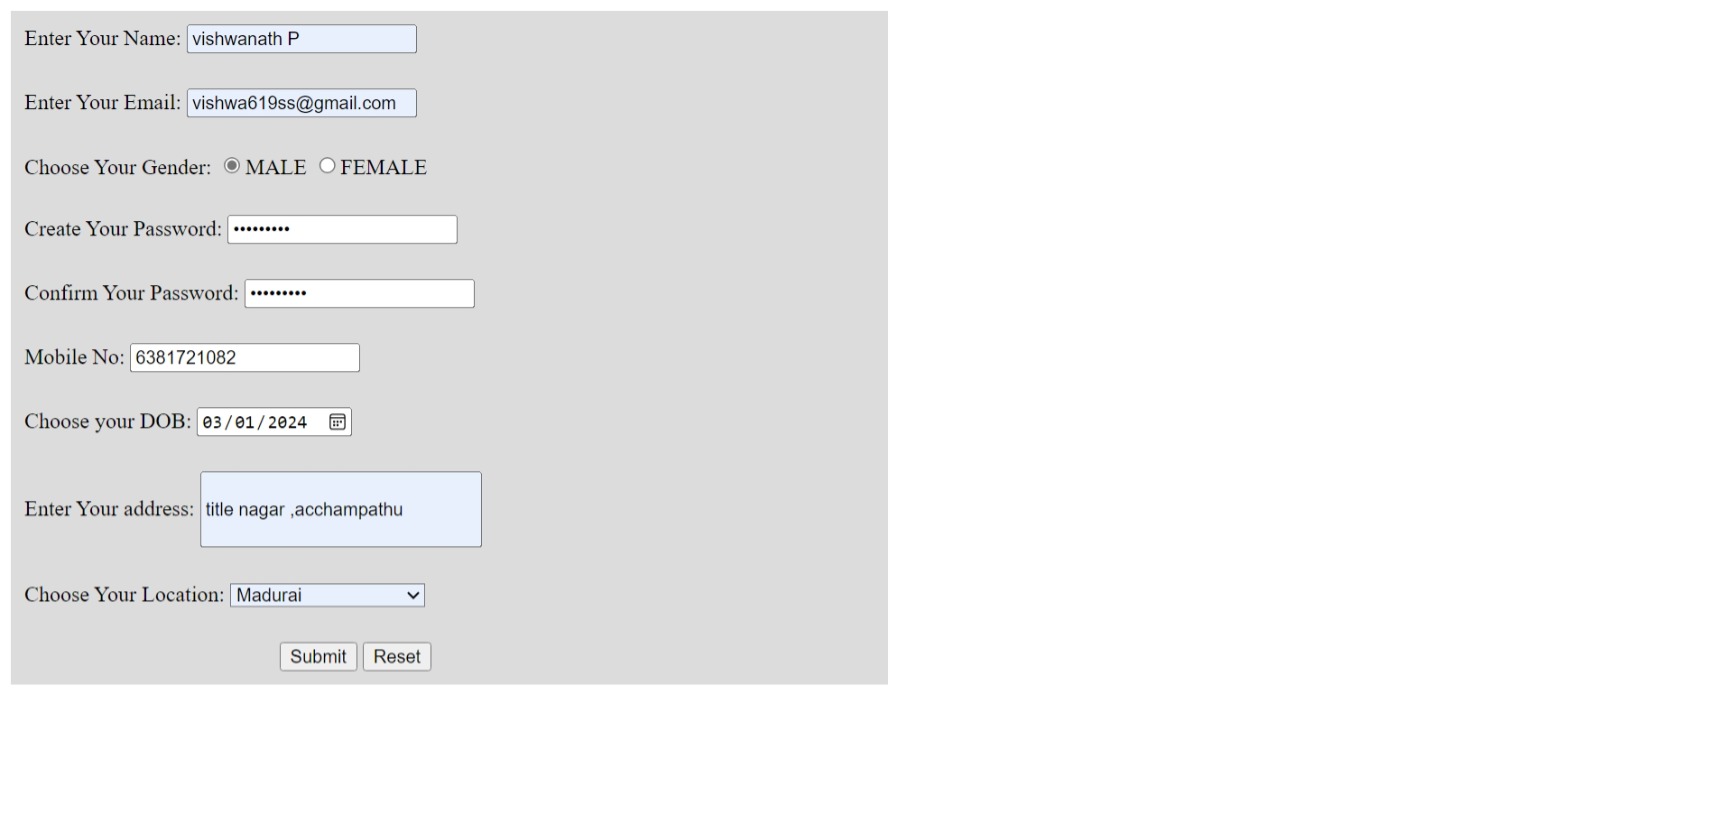 Enter Your Name: vishwanath P
Enter Your Email: vishwa619ss@gmail.com
Choose Your Gender: MALE FEMALE
Create Your Password: •••••••••
Confirm Your Password: •••••••••
Mobile No: 6381721082
Choose your DOB: 03/01/2024
Enter Your address: title nagar ,acchampathu
Choose Your Location: Madurai
Submit Reset